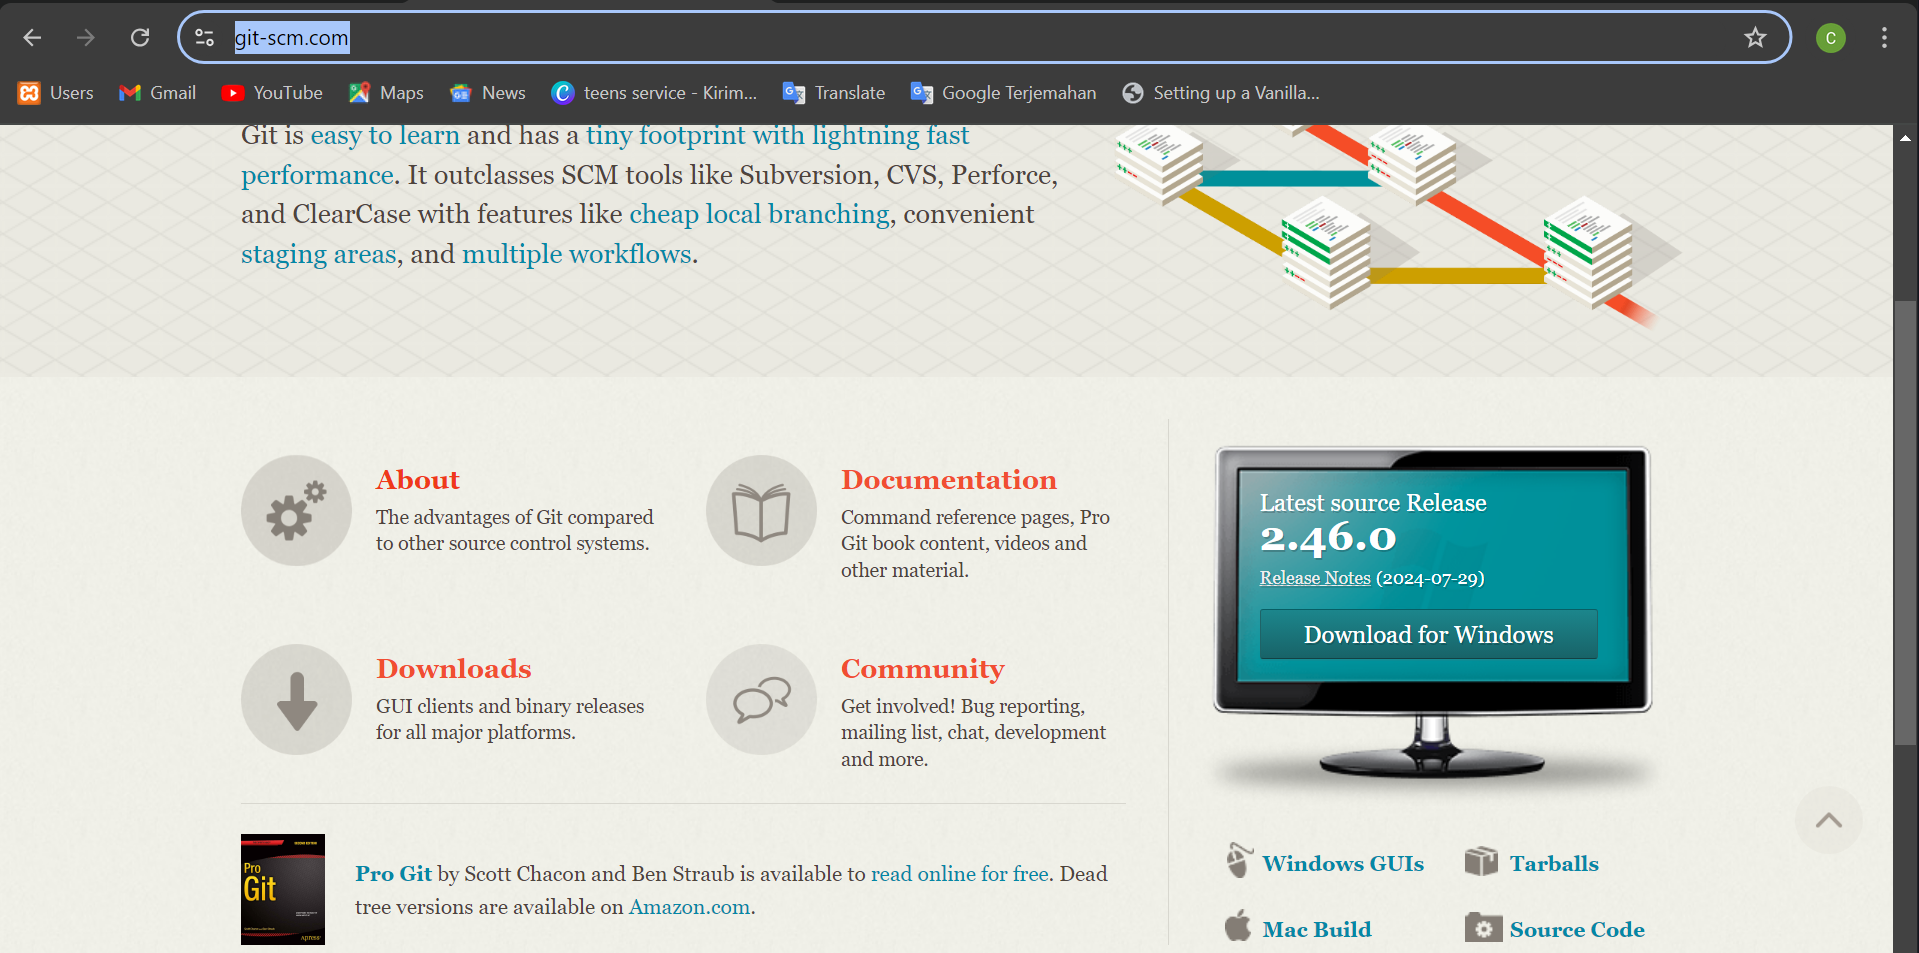 git-scm.com
C
Users
Gmail
YouTube
Maps
News
teens service - Kirim...
Translate
Google Terjemahan
Setting up a Vanilla...
Git is easy to learn and has a tiny footprint with lightning fast
performance. It outclasses SCM tools like Subversion, CVS, Perforce,
and ClearCase with features like cheap local branching, convenient
staging areas, and multiple workflows.
About
The advantages of Git compared
to other source control systems.
Documentation
Command reference pages, Pro
Git book content, videos and
other material.
Downloads
GUI clients and binary releases
for all major platforms.
Community
Get involved! Bug reporting,
mailing list, chat, development
and more.
Latest source Release
2.46.0
Release Notes (2024-07-29)
Download for Windows
Windows GUIs
Tarballs
Mac Build
Source Code
Pro
Git
Apress
Pro Git by Scott Chacon and Ben Straub is available to read online for free. Dead
tree versions are available on Amazon.com.